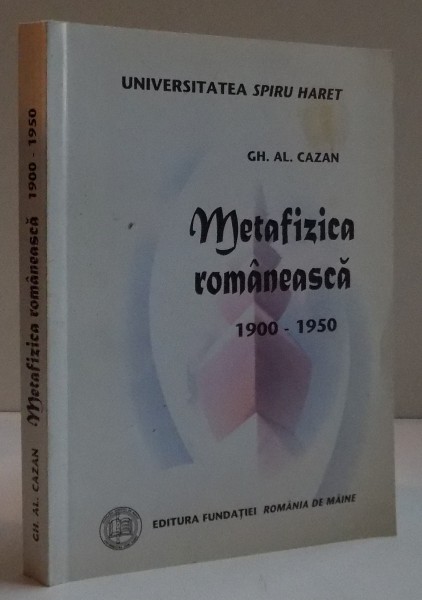 UNIVERSITATEA SPIRU HARET
GH. AL. CAZAN
Metafizica
românească
1900 - 1950
EDITURA FUNDAȚIEI ROMÂNIA DE MÂINE
GH. AL. CAZAN Metafizica românească 1900 - 1950